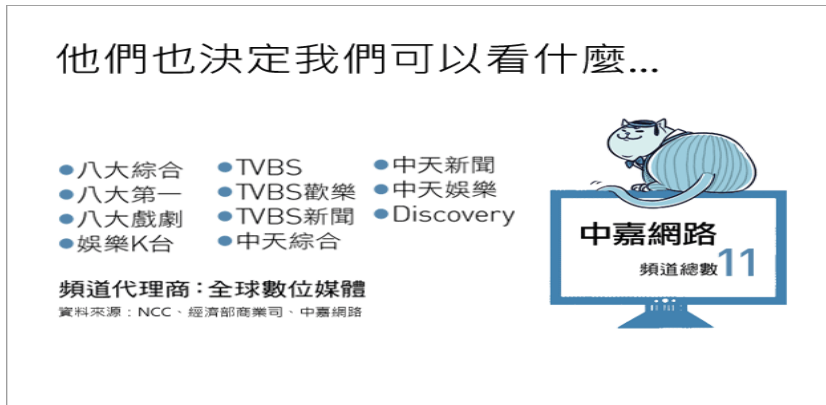 他們也決定我們可以看什麼...
●八大綜合
●八大第一
●八大戲劇
●娛樂K台
●TVBS
●TVBS歡樂
●TVBS新聞
●中天綜合
●中天新聞
●中天娛樂
●Discovery
頻道代理商：全球數位媒體
資料來源：NCC、經濟部商業司、中嘉網路
中嘉網路
頻道總數11